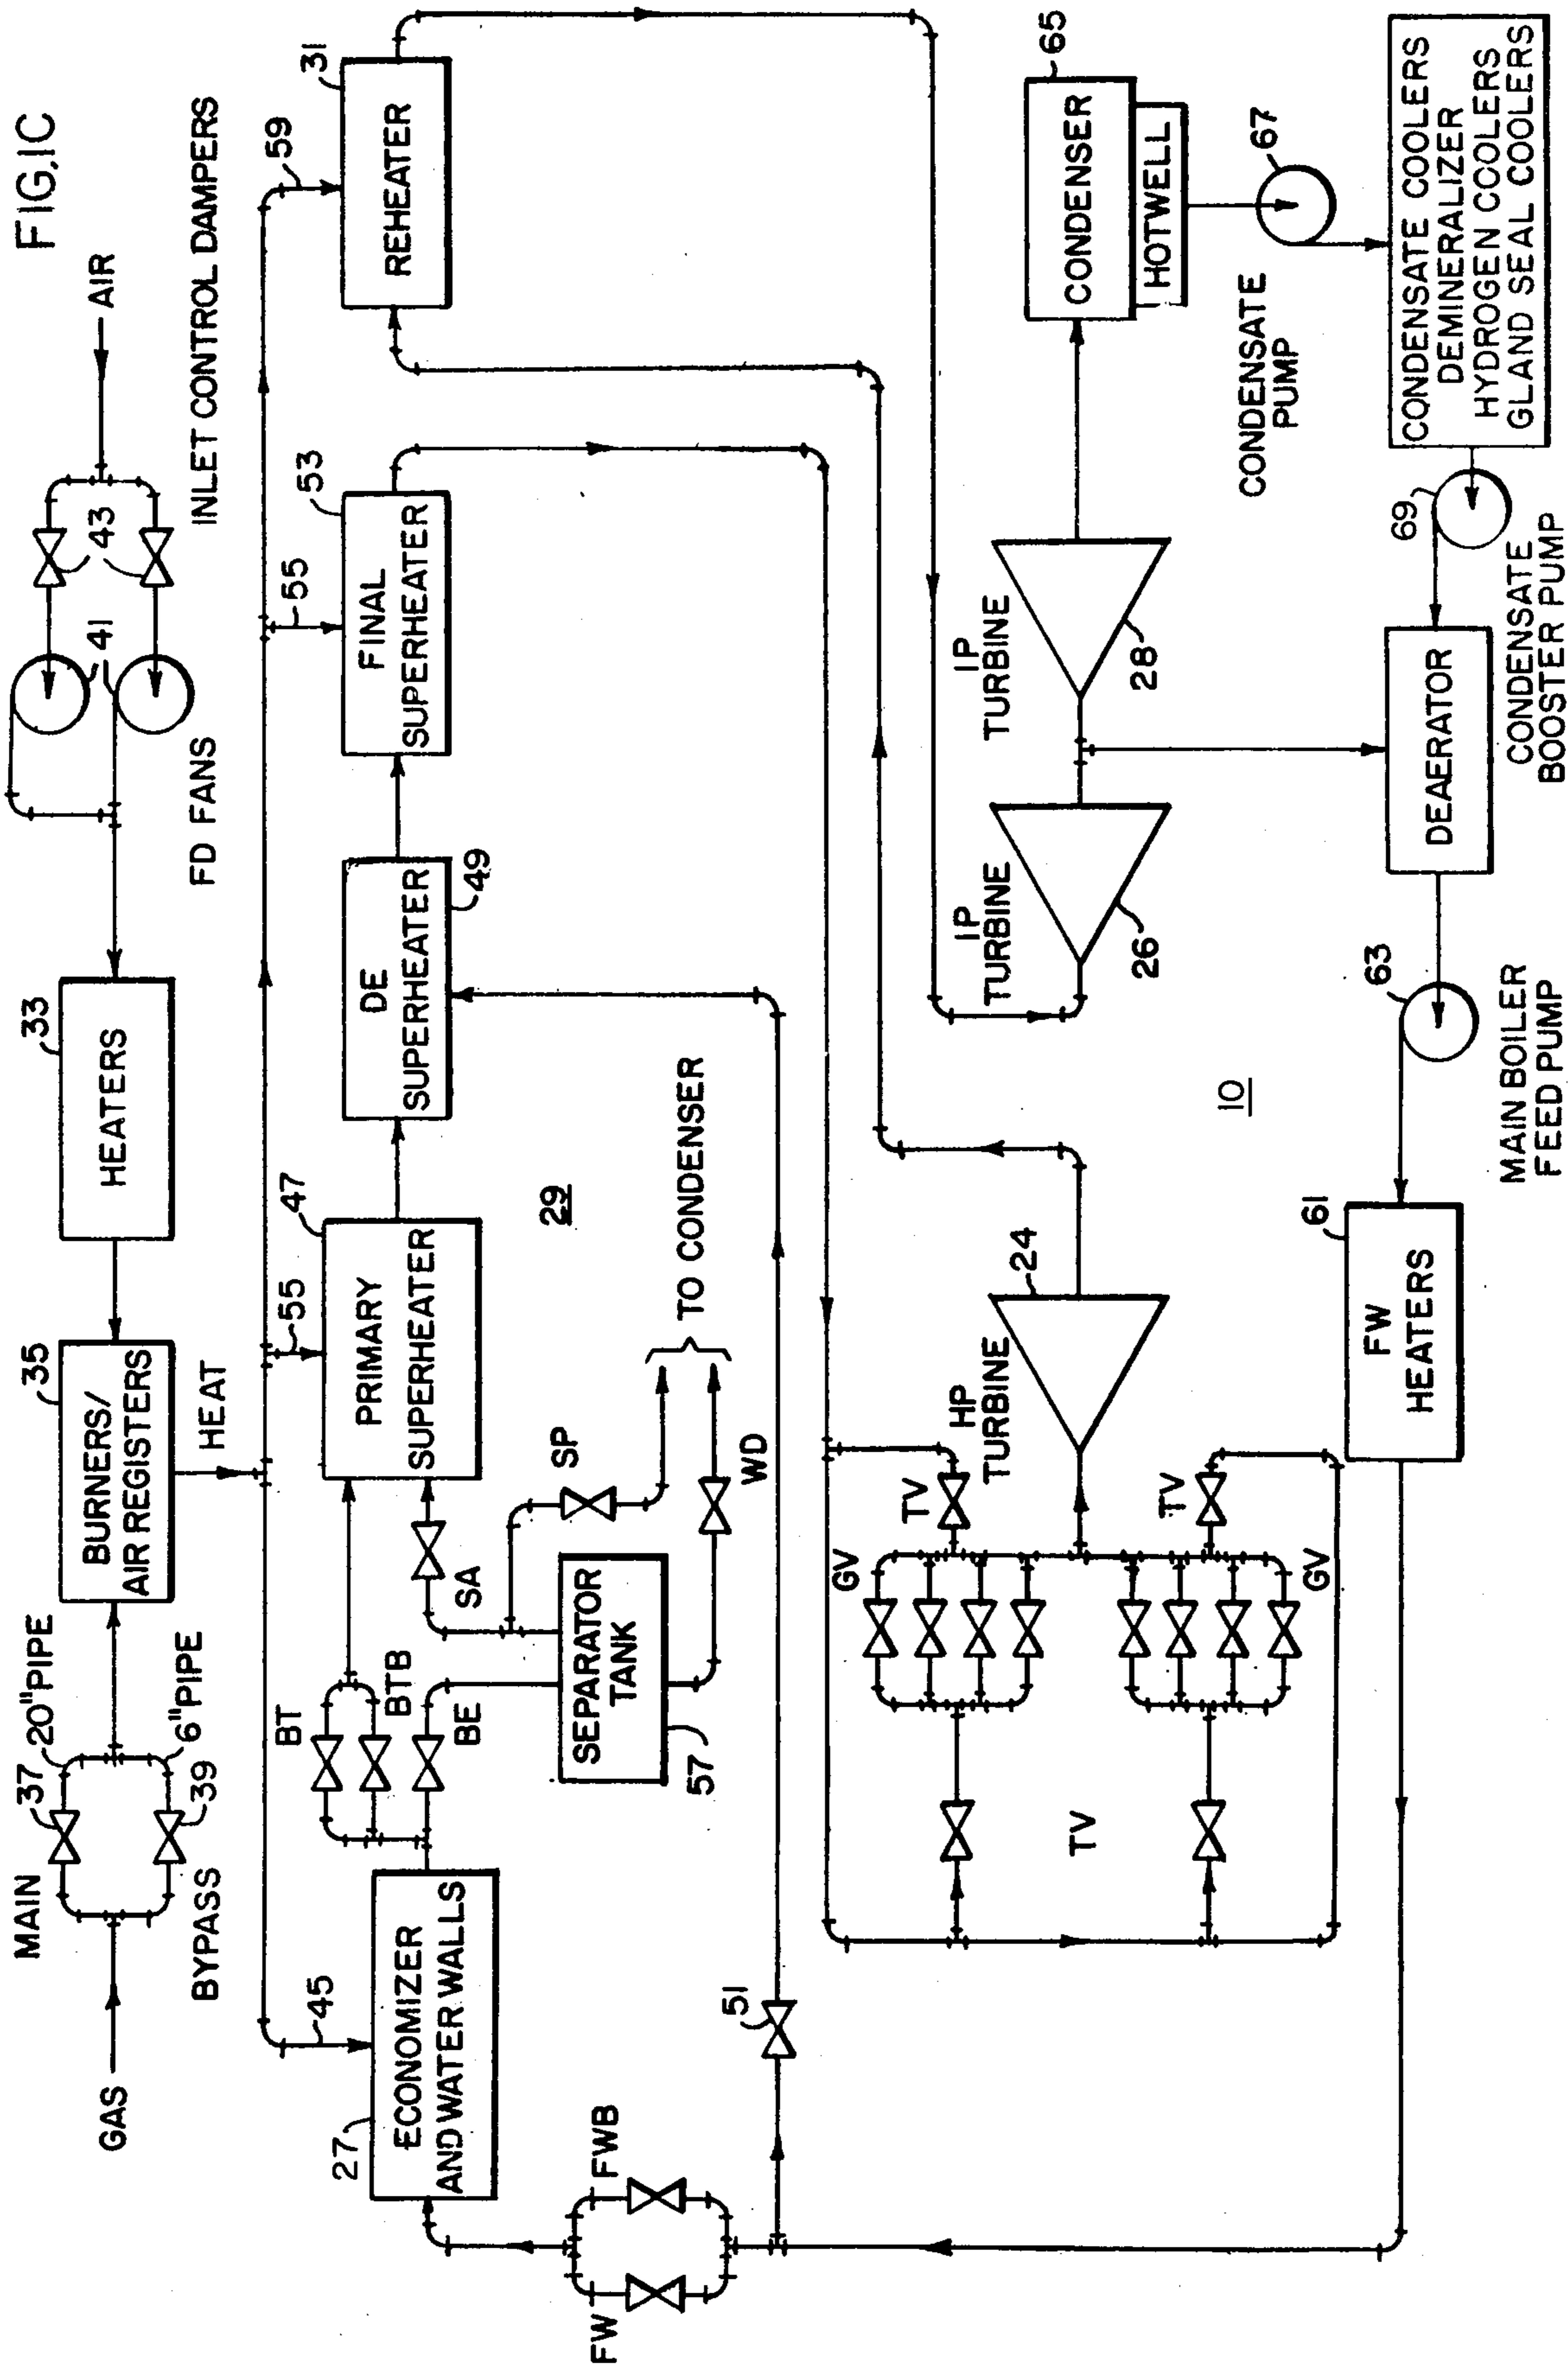 FIG.1C
MAIN
37
20"PIPE
GAS
BYPASS
39
6"PIPE
35
BURNERS/
AIR REGISTERS
HEAT
33
HEATERS
FD FANS
41
43
AIR
INLET CONTROL DAMPERS
45
55
55
59
27
ECONOMIZER
AND WATER WALLS
BT
BTB
BE
SA
SP
WD
SEPARATOR
TANK
57
TO CONDENSER
47
PRIMARY
SUPERHEATER
29
DE
SUPERHEATER
49
53
FINAL
SUPERHEATER
31
REHEATER
FW
FWB
51
TV
TV
TV
GV
GV
HP
TURBINE
24
IP
TURBINE
26
IP
TURBINE
28
65
CONDENSER
HOTWELL
67
CONDENSATE
PUMP
10
61
FW
HEATERS
63
MAIN BOILER
FEED PUMP
DEAERATOR
69
CONDENSATE
BOOSTER PUMP
CONDENSATE COOLERS
DEMINERALIZER
HYDROGEN COOLERS
GLAND SEAL COOLERS